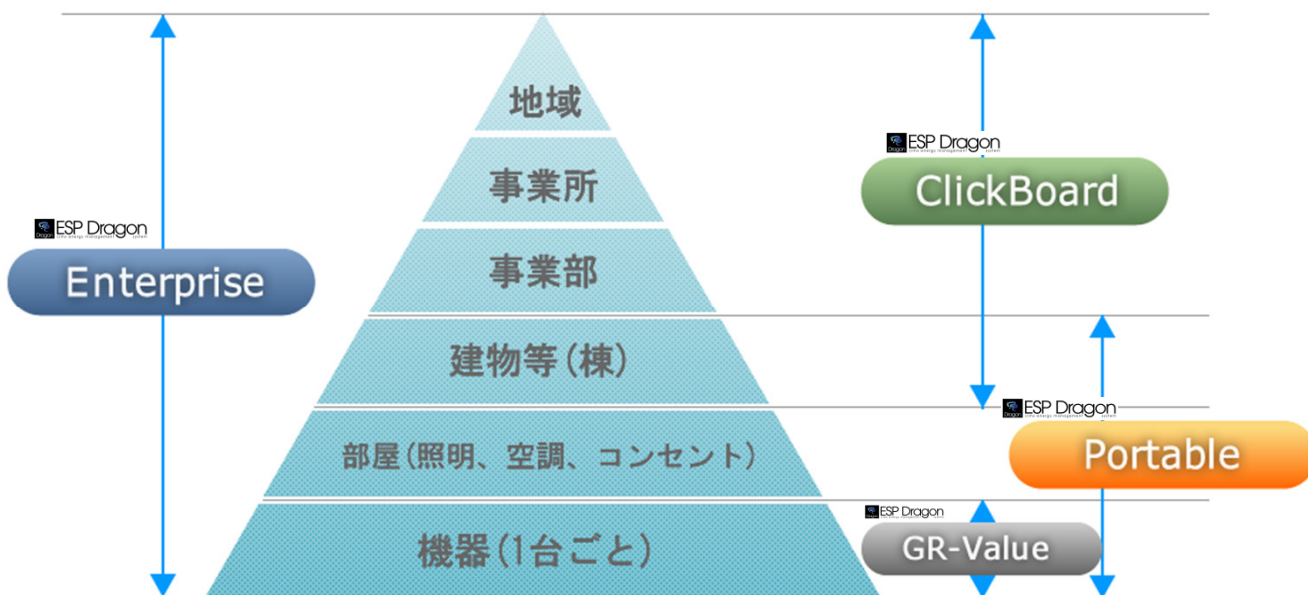 地域
事業所
事業部
建物等(棟)
部屋(照明、空調、コンセント)
機器(1台ごと)
ESP Dragon
Enterprise
ESP Dragon
ClickBoard
ESP Dragon
Portable
ESP Dragon
GR-Value